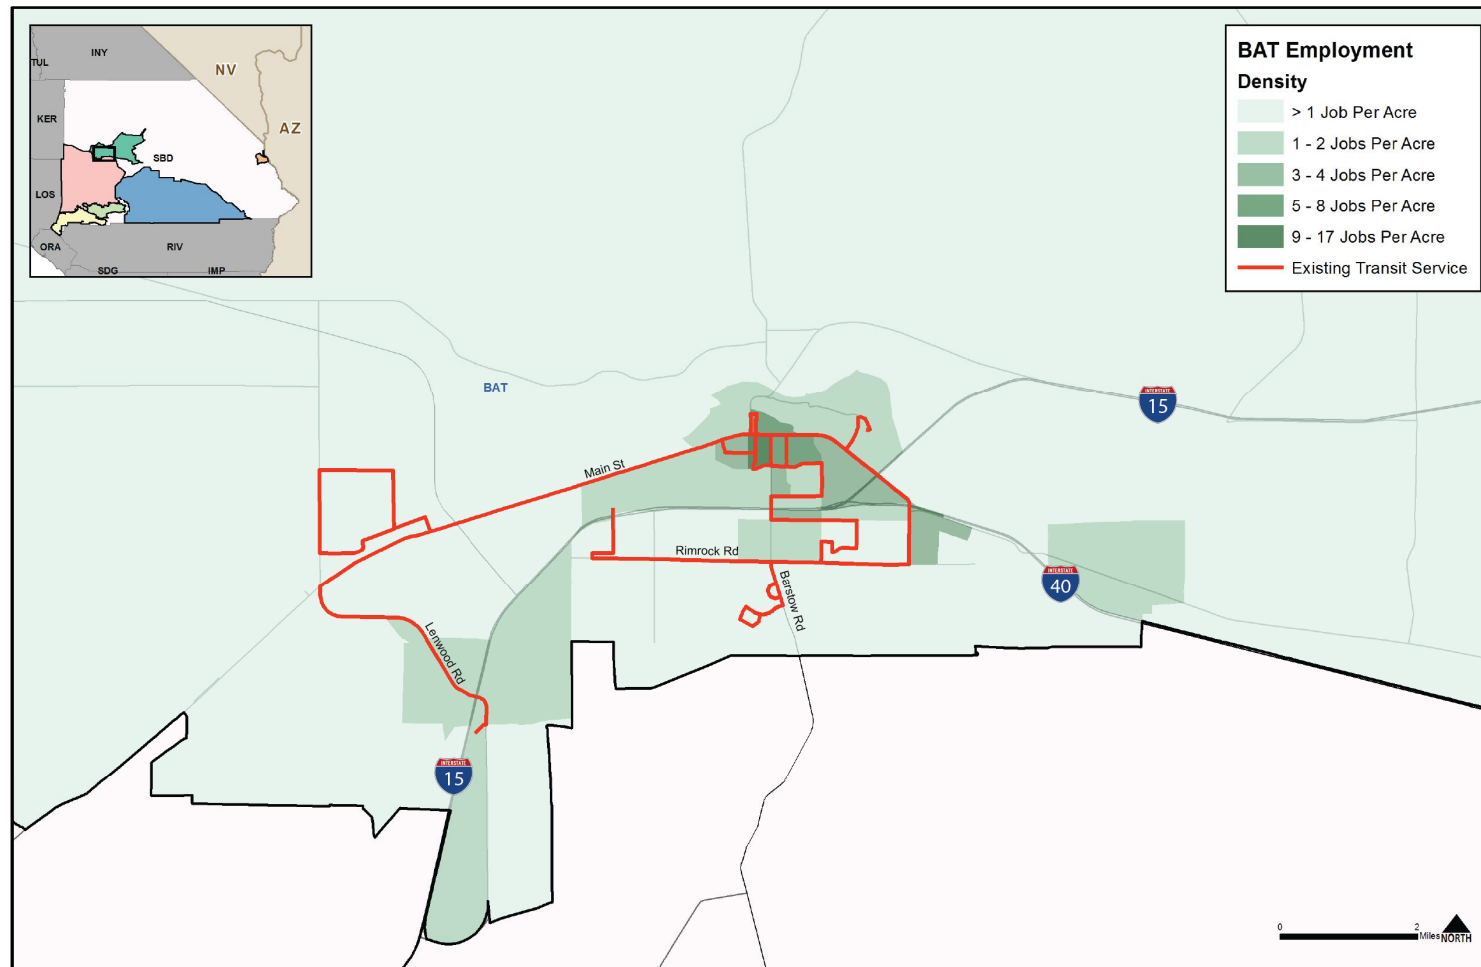 INY
TUL
NV
KER
AZ
SBD
LOS
ORA
RIV
SDG
IMP
BAT Employment
Density
> 1 Job Per Acre
1 - 2 Jobs Per Acre
3 - 4 Jobs Per Acre
5 - 8 Jobs Per Acre
9 - 17 Jobs Per Acre
Existing Transit Service
BAT
INTERSTATE
15
Main St
Rimrock Rd
INTERSTATE
40
Barstow Rd
Lenwood Rd
INTERSTATE
15
0
2
Miles
NORTH